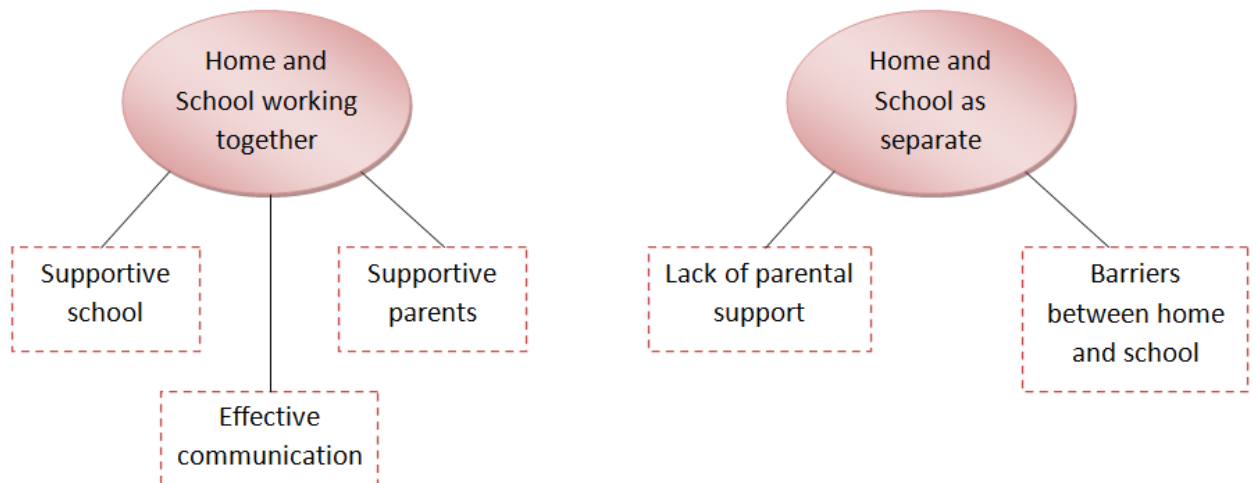 Home and
School working
together
Supportive
school
Effective
communication
Supportive
parents
Home and
School as
separate
Lack of parental
support
Barriers
between home
and school